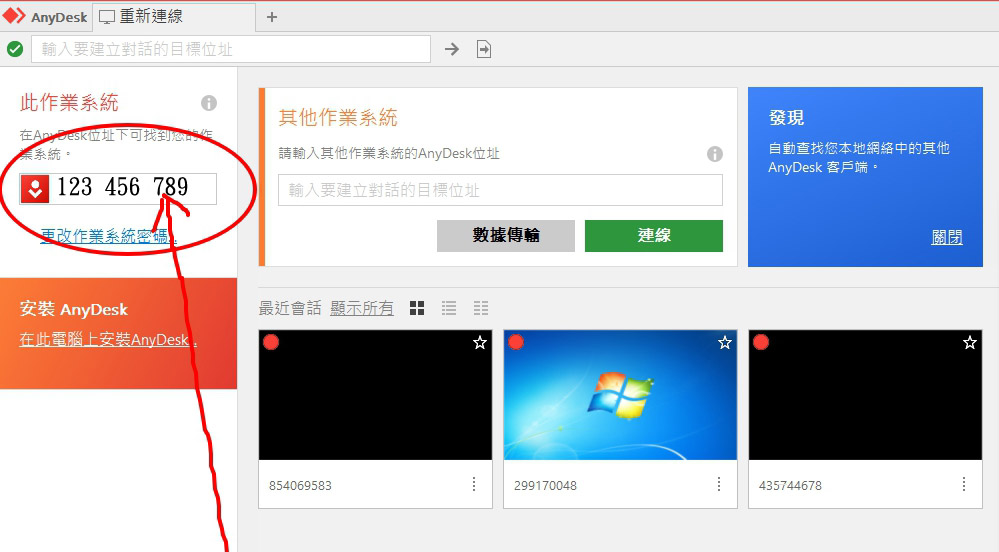 AnyDesk
重新連線
輸入要建立對話的目標位址
此作業系統
在AnyDesk位址下可找到您的作
業系統。
123 456 789
更改作業系統密碼..
安裝 AnyDesk
在此電腦上安裝AnyDesk..
其他作業系統
請輸入其他作業系統的AnyDesk位址
輸入要建立對話的目標位址
數據傳輸
連線
發現
自動查找您本地網絡中的其他
AnyDesk 客戶端。
關閉
最近會話 顯示所有
854069583
299170048
435744678